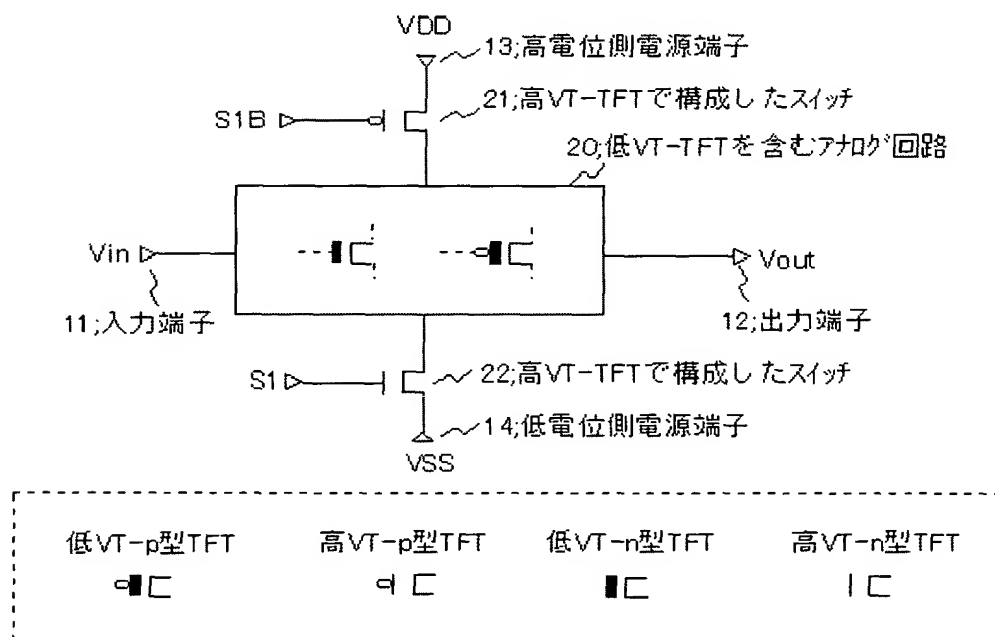 VDD
13;高電位側電源端子
21;高VT-TFTで構成したスイッチ
S1B
20;低VT-TFTを含むアナログ回路
Vin
Vout
11;入力端子
12;出力端子
S1
22;高VT-TFTで構成したスイッチ
14;低電位側電源端子
VSS
低VT-p型TFT
高VT-p型TFT
低VT-n型TFT
高VT-n型TFT